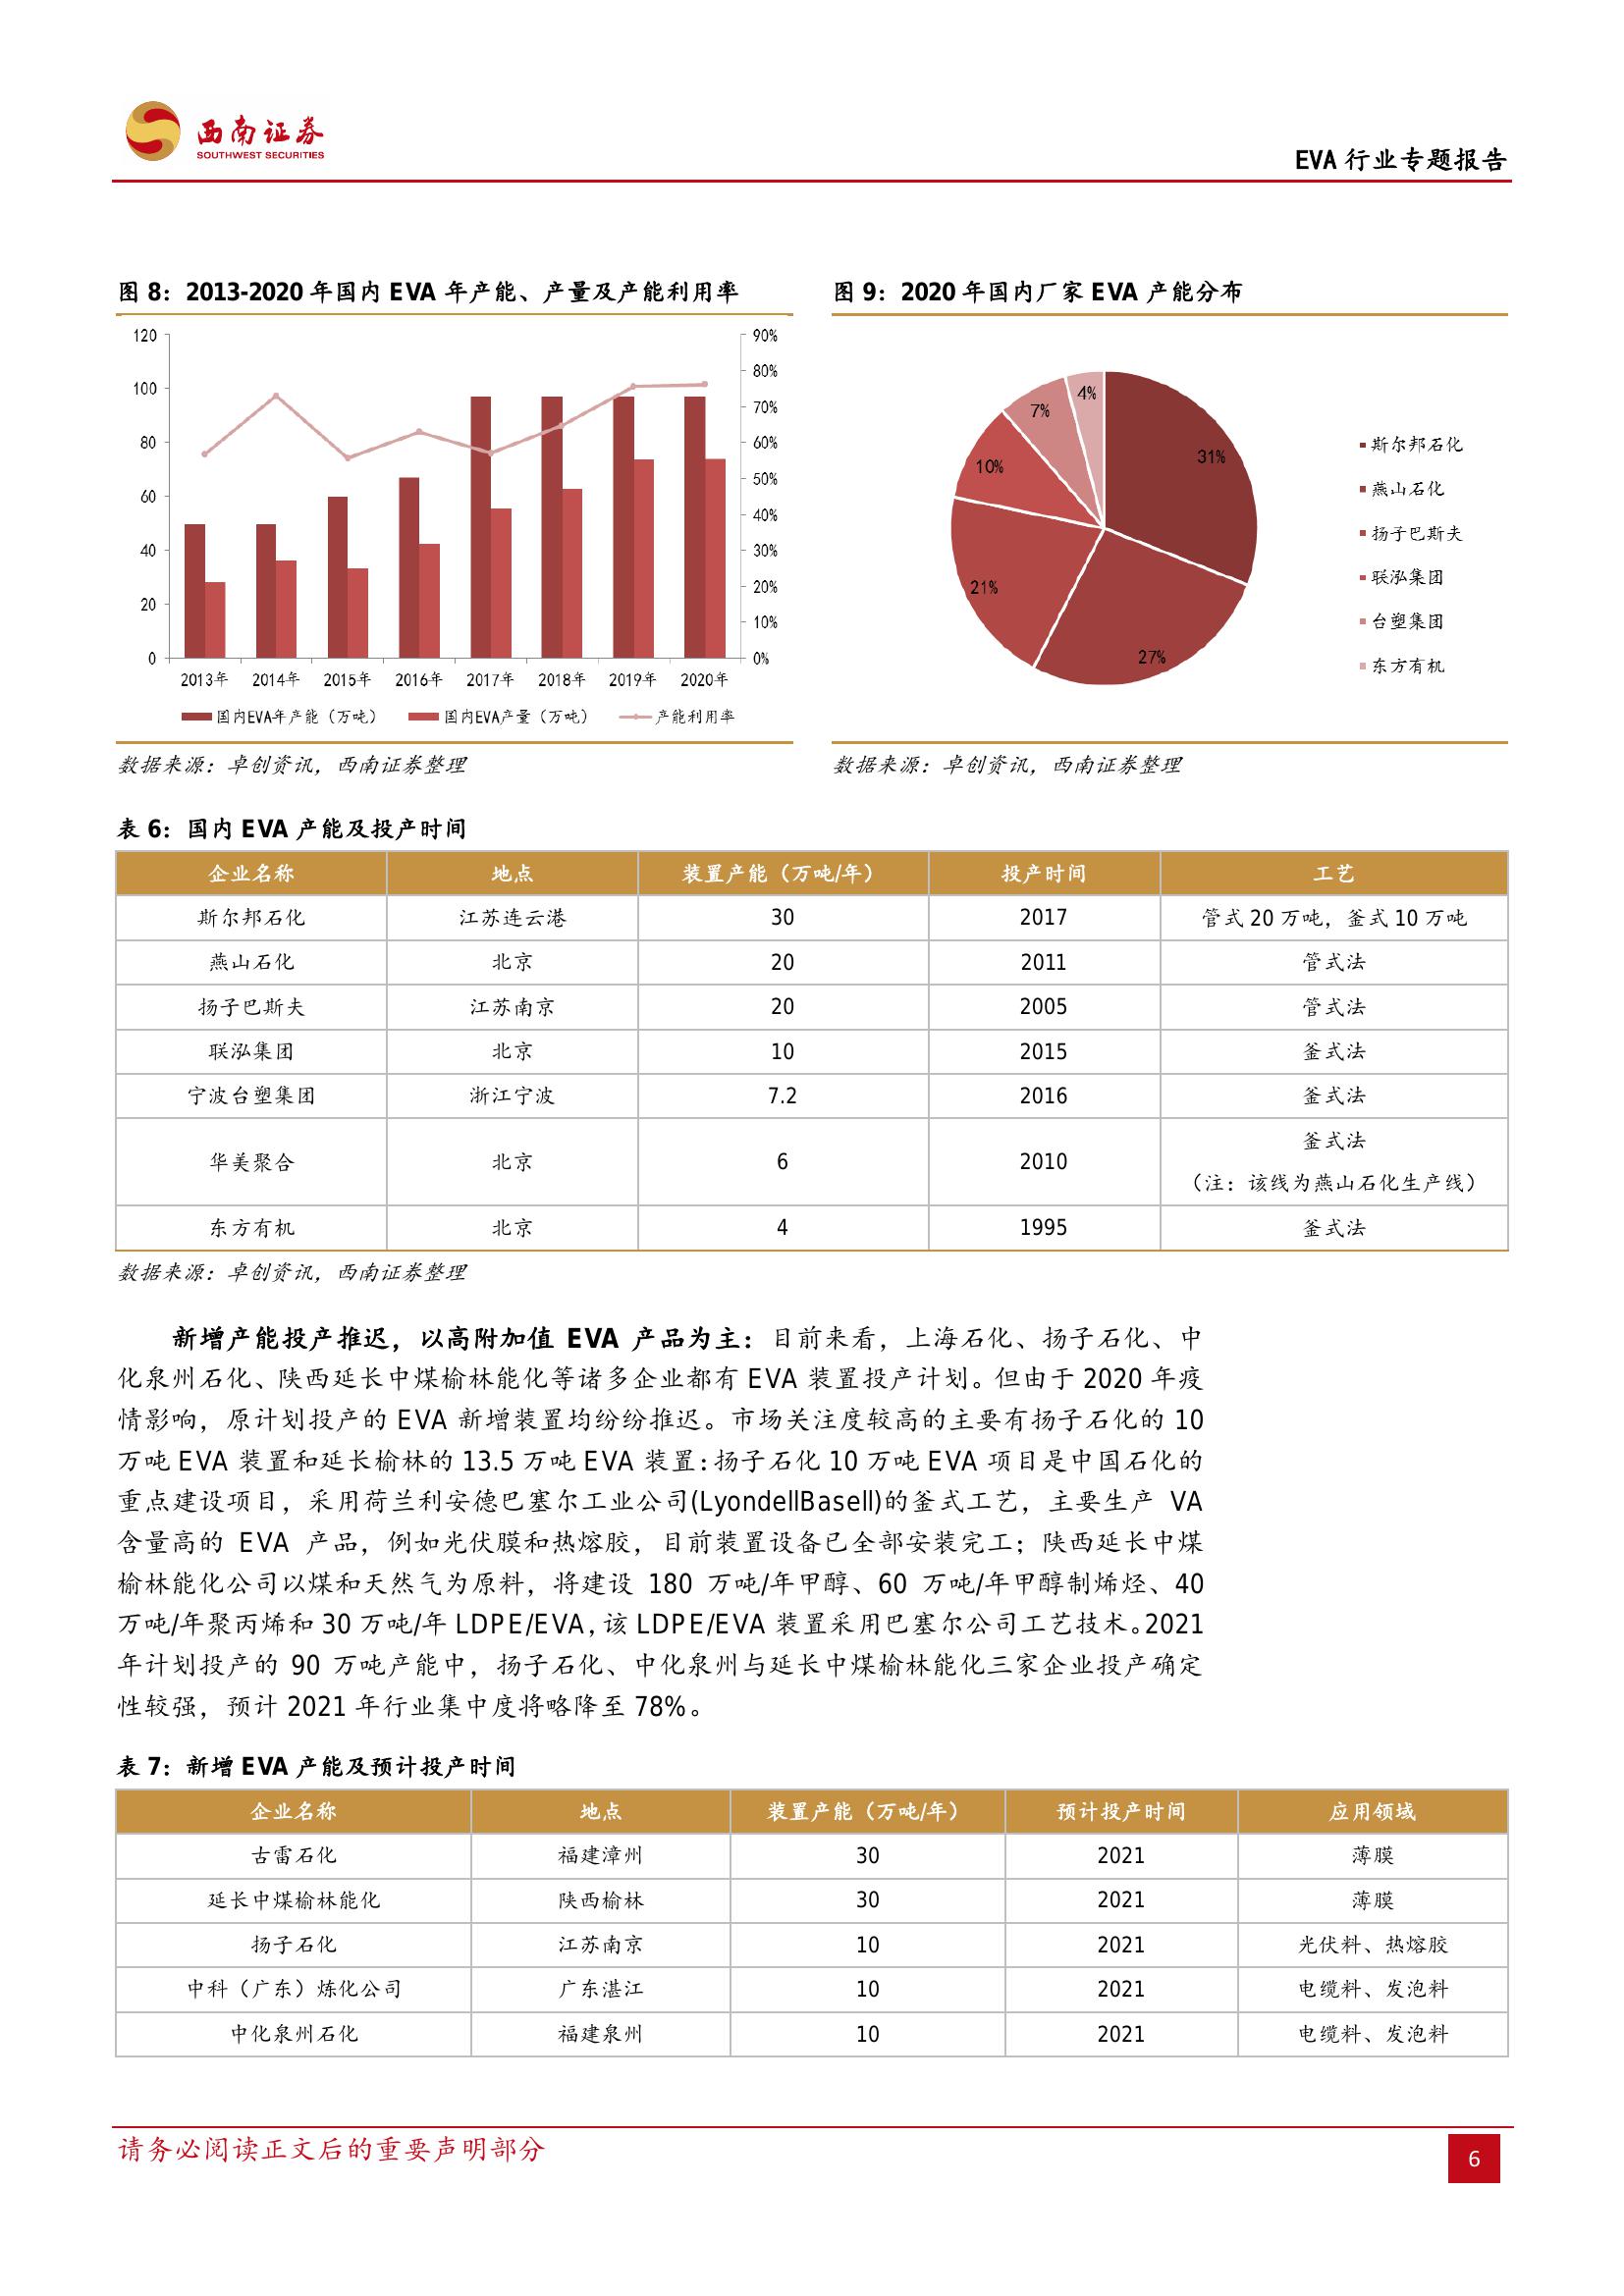 西南证券
SOUTHWEST SECURITIES
EVA 行业专题报告
图 8：2013-2020 年国内 EVA 年产能、产量及产能利用率
120
100
80
60
40
20
0
90%
80%
70%
60%
50%
40%
30%
20%
10%
0%
2013年 2014年 2015年 2016年 2017年 2018年 2019年 2020年
国内EVA年产能（万吨） 国内EVA产量（万吨） 产能利用率
数据来源：卓创资讯，西南证券整理
图 9：2020 年国内厂家 EVA 产能分布
31%
27%
21%
10%
7%
4%
斯尔邦石化
燕山石化
扬子巴斯夫
联泓集团
台塑集团
东方有机
数据来源：卓创资讯，西南证券整理
表 6：国内 EVA 产能及投产时间
企业名称 地点 装置产能（万吨/年） 投产时间 工艺
斯尔邦石化 江苏连云港 30 2017 管式 20 万吨，釜式 10 万吨
燕山石化 北京 20 2011 管式法
扬子巴斯夫 江苏南京 20 2005 管式法
联泓集团 北京 10 2015 釜式法
宁波台塑集团 浙江宁波 7.2 2016 釜式法
华美聚合 北京 6 2010 釜式法
（注：该线为燕山石化生产线）
东方有机 北京 4 1995 釜式法
数据来源：卓创资讯，西南证券整理
新增产能投产推迟，以高附加值 EVA 产品为主：目前来看，上海石化、扬子石化、中
化泉州石化、陕西延长中煤榆林能化等诸多企业都有 EVA 装置投产计划。但由于 2020 年疫
情影响，原计划投产的 EVA 新增装置均纷纷推迟。市场关注度较高的主要有扬子石化的 10
万吨 EVA 装置和延长榆林的 13.5 万吨 EVA 装置：扬子石化 10 万吨 EVA 项目是中国石化的
重点建设项目，采用荷兰利安德巴塞尔工业公司(LyondellBasell)的釜式工艺，主要生产 VA
含量高的 EVA 产品，例如光伏膜和热熔胶，目前装置设备已全部安装完工；陕西延长中煤
榆林能化公司以煤和天然气为原料，将建设 180 万吨/年甲醇、60 万吨/年甲醇制烯烃、40
万吨/年聚丙烯和 30 万吨/年 LDPE/EVA，该 LDPE/EVA 装置采用巴塞尔公司工艺技术。2021
年计划投产的 90 万吨产能中，扬子石化、中化泉州与延长中煤榆林能化三家企业投产确定
性较强，预计 2021 年行业集中度将略降至 78%。
表 7：新增 EVA 产能及预计投产时间
企业名称 地点 装置产能（万吨/年） 预计投产时间 应用领域
古雷石化 福建漳州 30 2021 薄膜
延长中煤榆林能化 陕西榆林 30 2021 薄膜
扬子石化 江苏南京 10 2021 光伏料、热熔胶
中科（广东）炼化公司 广东湛江 10 2021 电缆料、发泡料
中化泉州石化 福建泉州 10 2021 电缆料、发泡料
请务必阅读正文后的重要声明部分
6